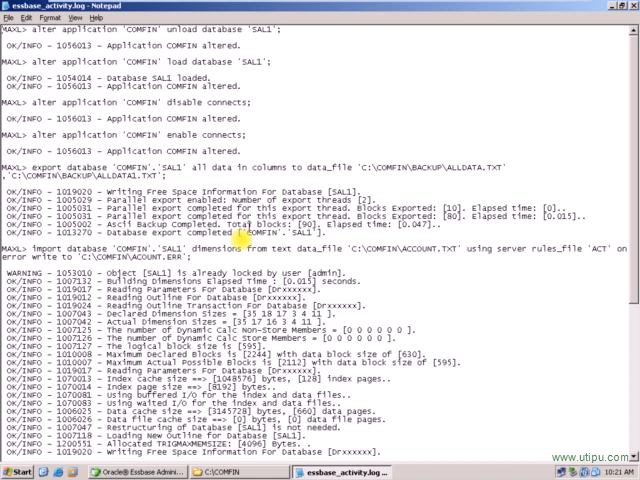 essbase_activity.log - Notepad
File Edit Format View Help
MAXL> alter application 'COMFIN' unload database 'SAL1';
OK/INFO - 1056013 - Application COMFIN altered.
MAXL> alter application 'COMFIN' load database 'SAL1';
OK/INFO - 1054014 - Database SAL1 loaded.
OK/INFO - 1056013 - Application COMFIN altered.
MAXL> alter application 'COMFIN' disable connects;
OK/INFO - 1056013 - Application COMFIN altered.
MAXL> alter application 'COMFIN' enable connects;
OK/INFO - 1056013 - Application COMFIN altered.
MAXL> export database 'COMFIN'.'SAL1' all data in columns to data_file 'C:\COMFIN\BACKUP\ALLDATA.TXT'
,'C:\COMFIN\BACKUP\ALLDATA1.TXT';
OK/INFO - 1019020 - Writing Free Space Information For Database [SAL1].
OK/INFO - 1005029 - Parallel export enabled: Number of export threads [2].
OK/INFO - 1005031 - Parallel export completed for this export thread. Blocks Exported: [10]. Elapsed time: [0]..
OK/INFO - 1005031 - Parallel export completed for this export thread. Blocks Exported: [80]. Elapsed time: [0.015]..
OK/INFO - 1005002 - Ascii Backup Completed. Total blocks: [90]. Elapsed time: [0.047]..
OK/INFO - 1013270 - Database export completed ['COMFIN'.'SAL1'].
MAXL> import database 'COMFIN'.'SAL1' dimensions from text data_file 'C:\COMFIN\ACCOUNT.TXT' using server rules_file 'ACT' on
error write to 'C:\COMFIN\ACOUNT.ERR';
WARNING - 1053010 - Object [SAL1] is already locked by user [admin].
OK/INFO - 1007132 - Building Dimensions Elapsed Time : [0.015] seconds.
OK/INFO - 1019017 - Reading Parameters For Database [Drxxxxxx].
OK/INFO - 1019012 - Reading Outline For Database [Drxxxxxx].
OK/INFO - 1019024 - Reading Outline Transaction For Database [Drxxxxxx].
OK/INFO - 1007043 - Declared Dimension Sizes = [35 18 17 3 4 11 ].
OK/INFO - 1007042 - Actual Dimension Sizes = [35 17 16 3 4 11 ].
OK/INFO - 1007125 - The number of Dynamic Calc Non-Store Members = [0 0 0 0 0 0 ].
OK/INFO - 1007126 - The number of Dynamic Calc Store Members = [0 0 0 0 0 0 ].
OK/INFO - 1007127 - The logical block size is [595].
OK/INFO - 1010008 - Maximum Declared Blocks is [2244] with data block size of [630].
OK/INFO - 1010007 - Maximum Actual Possible Blocks is [2112] with data block size of [595].
OK/INFO - 1019017 - Reading Parameters For Database [Drxxxxxx].
OK/INFO - 1070013 - Index cache size ==> [1048576] bytes, [128] index pages..
OK/INFO - 1070014 - Index page size ==> [8192] bytes..
OK/INFO - 1070081 - Using buffered I/O for the index and data files..
OK/INFO - 1070083 - Using waited I/O for the index and data files..
OK/INFO - 1006025 - Data cache size ==> [3145728] bytes, [660] data pages.
OK/INFO - 1006026 - Data file cache size ==> [0] bytes, [0] data file pages.
OK/INFO - 1007047 - Restructuring of Database [SAL1] is not needed.
OK/INFO - 1007118 - Loading New Outline for Database [SAL1].
OK/INFO - 1200551 - Allocated TRIGMAXMEMSIZE: [4096] Bytes. .
OK/INFO - 1019020 - Writing Free Space Information For Database [Drxxxxxx].
www.utipu.com
Start
Oracle® Essbase Admini...
C:\COMFIN
essbase_activity.log ...
10:21 AM